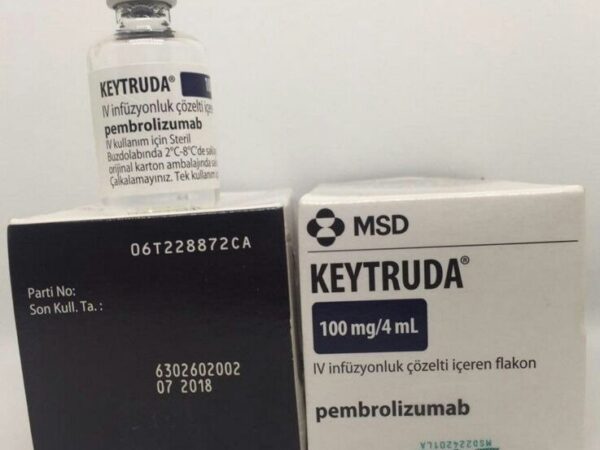 KEYTRUDA®
IV infüzyonluk çözelti içeren
pembrolizumab
IV kullanım için Steril
Buzdolabında 2°C-8°C'de
orijinal karton ambalajında
Çalkalamayınız. Tek kullanım
06T228872CA
Parti No:
Son Kull. Ta. :
6302602002
07 2018
MSD
KEYTRUDA®
100 mg/4 mL
IV infüzyonluk çözelti içeren flakon
pembrolizumab
MSD22420TLA